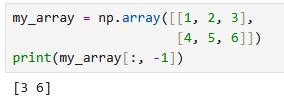 my_array = np.array([[1, 2, 3],
                     [4, 5, 6]])
print(my_array[:, -1])
[3 6]